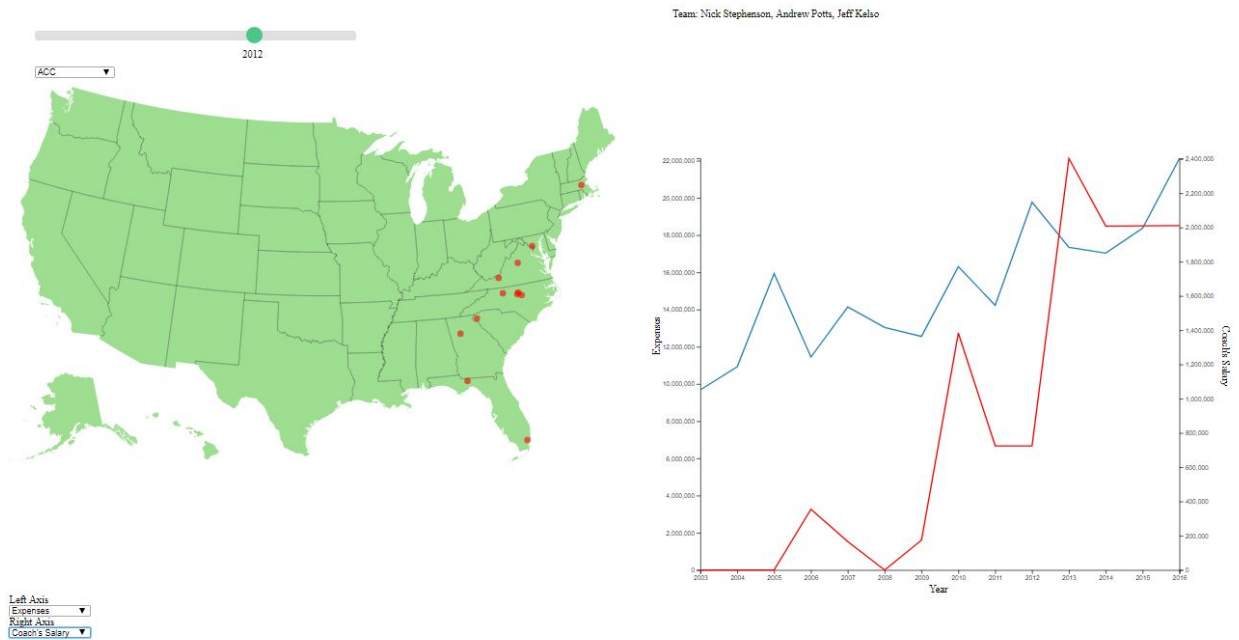 Team: Nick Stephenson, Andrew Potts, Jeff Kelso
2012
ACC
22,000,000
20,000,000
18,000,000
16,000,000
14,000,000
12,000,000
10,000,000
8,000,000
6,000,000
4,000,000
2,000,000
0
Expenses
2,400,000
2,200,000
2,000,000
1,800,000
1,600,000
1,400,000
1,200,000
1,000,000
800,000
600,000
400,000
200,000
0
Coach's Salary
2003 2004 2005 2006 2007 2008 2009 2010 2011 2012 2013 2014 2015 2016
Year
Left Axis
Expenses
Right Axis
Coach's Salary